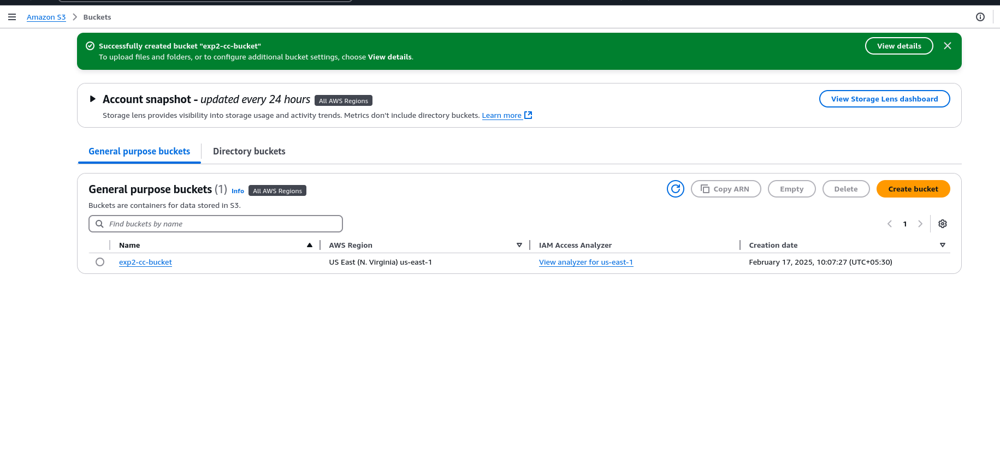 Amazon S3 > Buckets
Successfully created bucket "exp2-cc-bucket"
To upload files and folders, or to configure additional bucket settings, choose View details.
View details
Account snapshot - updated every 24 hours All AWS Regions
View Storage Lens dashboard
Storage lens provides visibility into storage usage and activity trends. Metrics don't include directory buckets. Learn more
General purpose buckets Directory buckets
General purpose buckets (1) Info All AWS Regions
Copy ARN Empty Delete Create bucket
Buckets are containers for data stored in S3.
Find buckets by name
1
Name AWS Region IAM Access Analyzer Creation date
exp2-cc-bucket US East (N. Virginia) us-east-1 View analyzer for us-east-1 February 17, 2025, 10:07:27 (UTC+05:30)